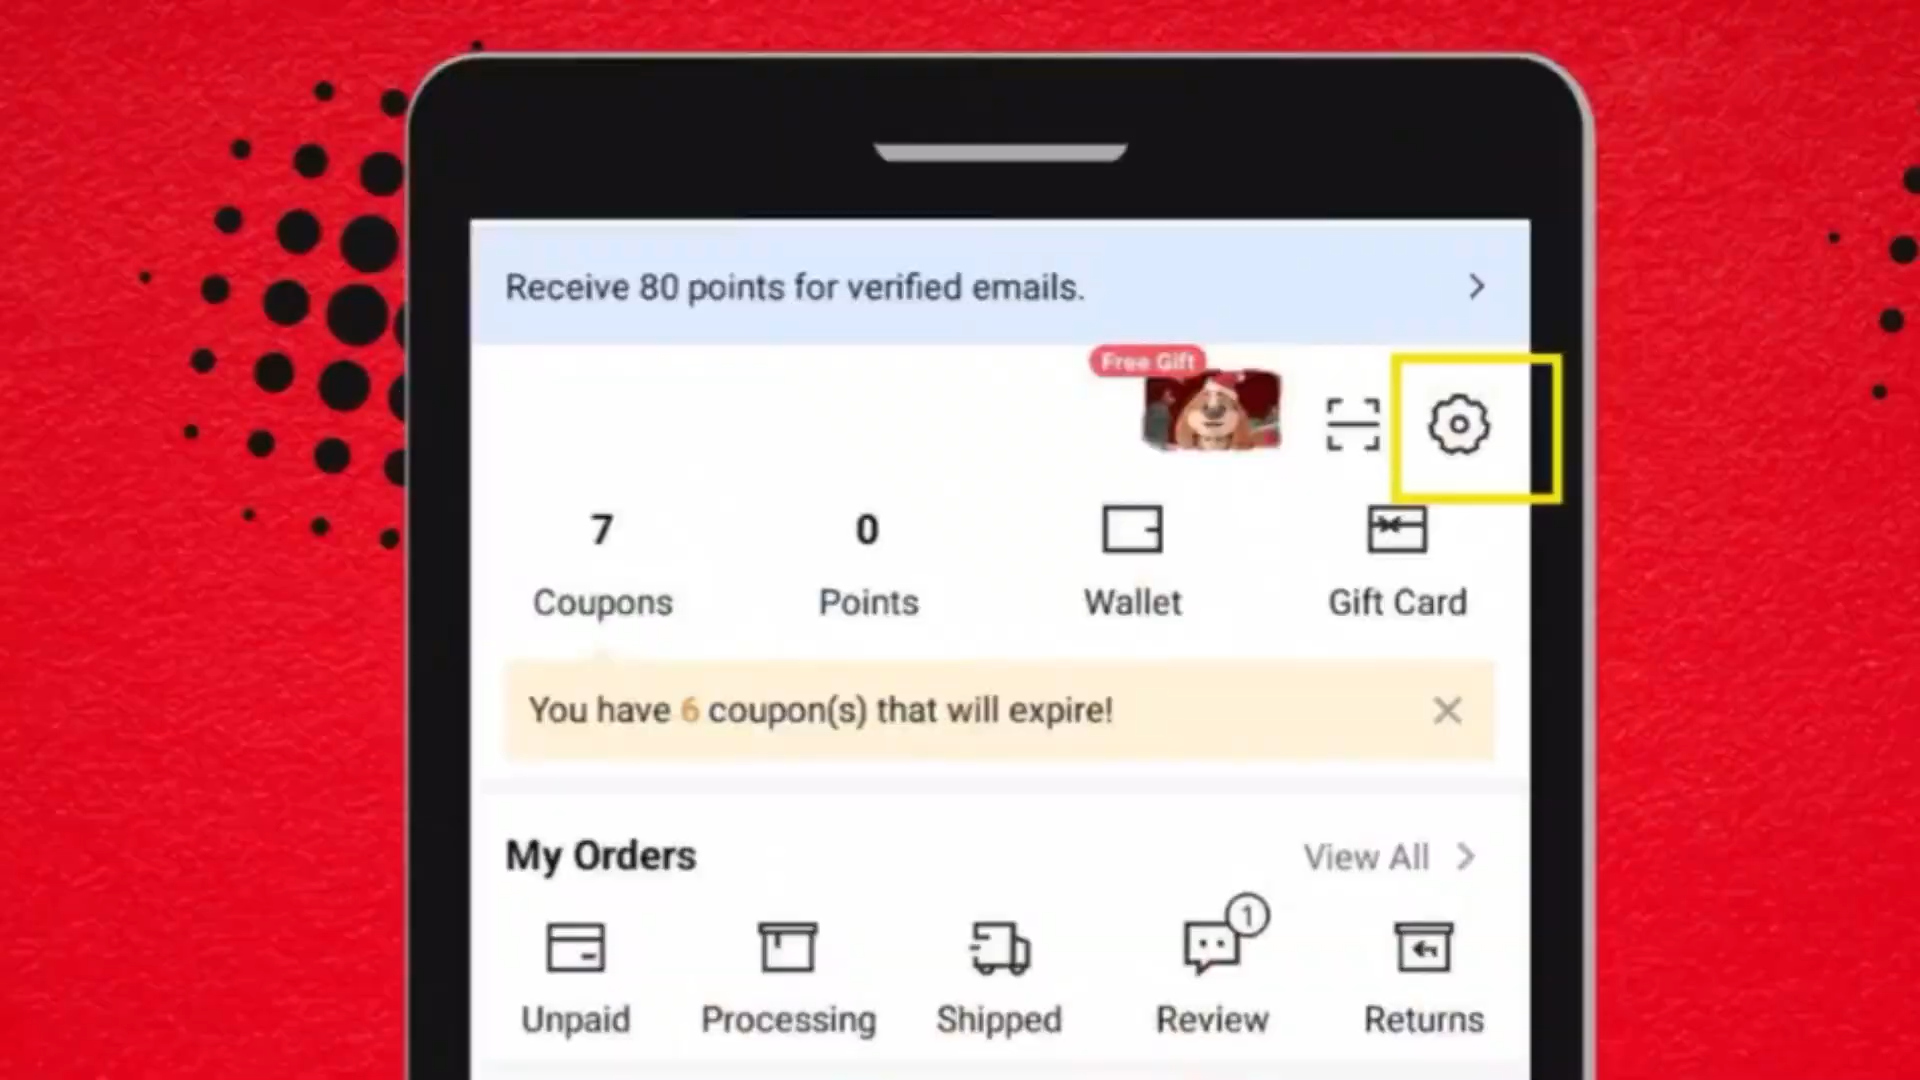 Receive 80 points for verified emails.
Free Gift
7
0
Coupons
Points
Wallet
Gift Card
You have 6 coupon(s) that will expire!
My Orders
View All
1
Unpaid
Processing
Shipped
Review
Returns